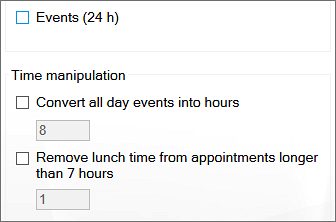 Events (24 h)
Time manipulation
Convert all day events into hours
8
Remove lunch time from appointments longer
than 7 hours
1